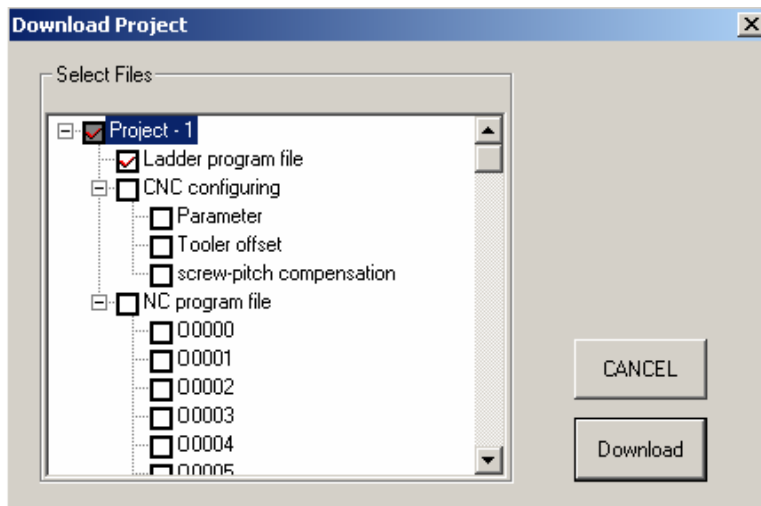 Download Project
Select Files
Project - 1
Ladder program file
CNC configuring
Parameter
Tooler offset
screw-pitch compensation
NC program file
O0000
O0001
O0002
O0003
O0004
O0005
CANCEL
Download